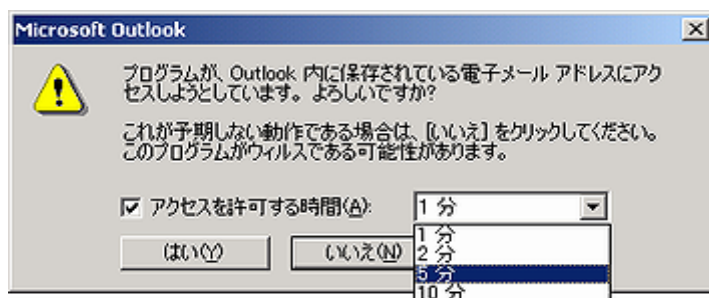 Microsoft Outlook
プログラムが、Outlook 内に保存されている電子メール アドレスにアク
セスしようとしています。よろしいですか?
これが予期しない動作である場合は、[いいえ] をクリックしてください。
このプログラムがウィルスである可能性があります。
アクセスを許可する時間(A): 1 分
はい(Y) いいえ(N)
1 分
2 分
5 分
10 分